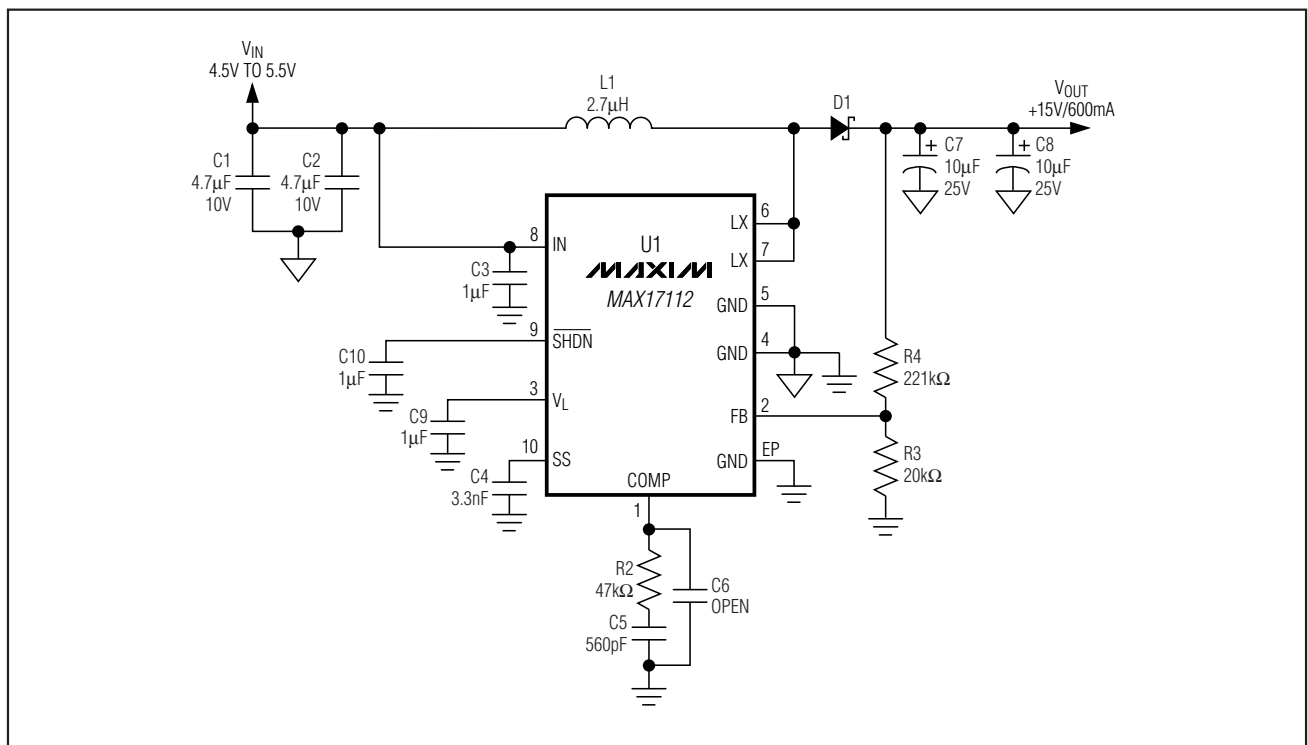 VIN
4.5V TO 5.5V
L1
2.7µH
D1
VOUT
+15V/600mA
C1
4.7µF
10V
C2
4.7µF
10V
+ C7
10µF
25V
+ C8
10µF
25V
8
IN
C3
1µF
U1
MAXIM
MAX17112
LX
6
LX
7
GND
5
GND
4
9
SHDN
C10
1µF
3
VL
C9
1µF
10
SS
C4
3.3nF
FB
2
GND
EP
COMP
1
R4
221kΩ
R3
20kΩ
R2
47kΩ
C5
560pF
C6
OPEN